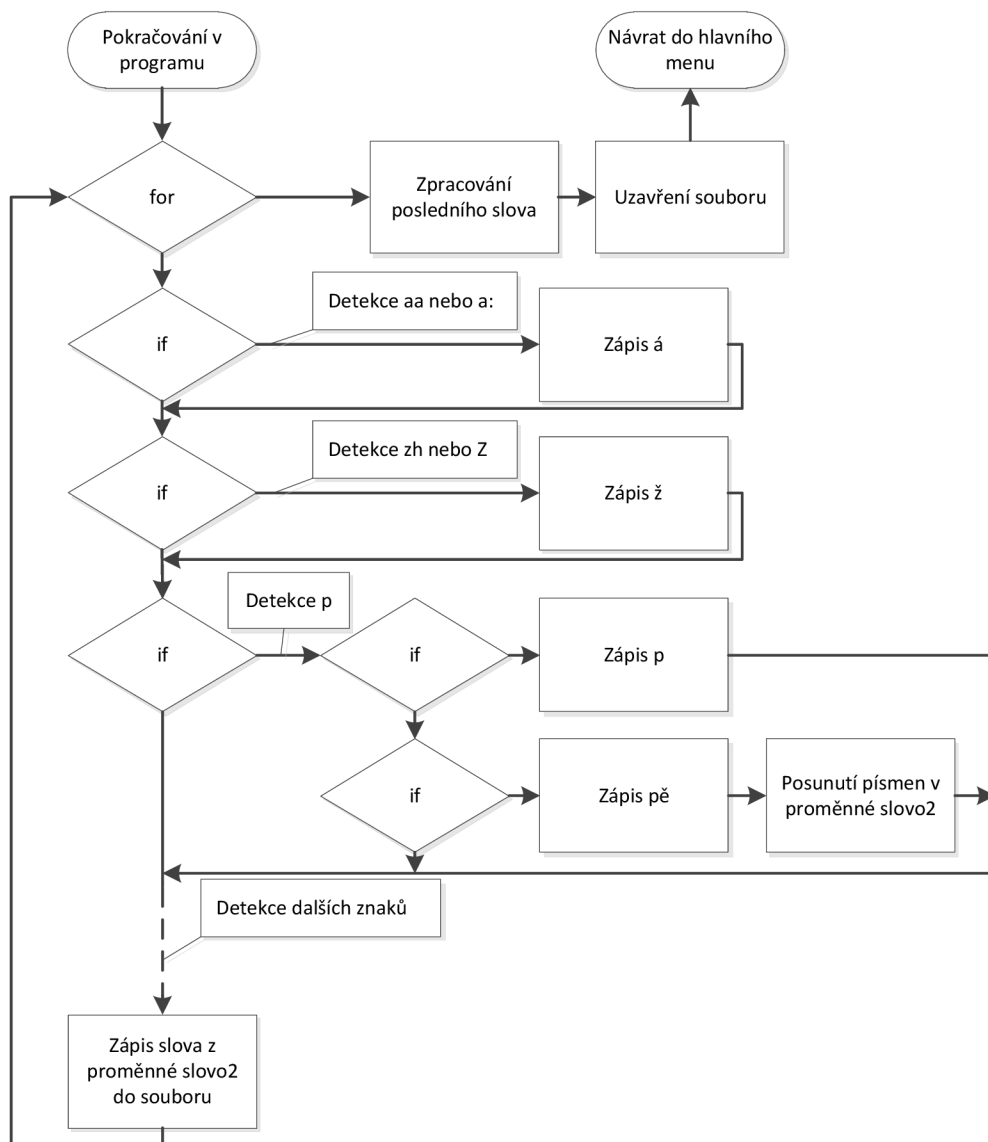 Pokračování v
programu
Návrat do hlavního
menu
for
Zpracování
posledního slova
Uzavření souboru
Detekce aa nebo a:
if
Zápis á
Detekce zh nebo Z
if
Zápis ž
Detekce p
if
if
Zápis p
if
Zápis pě
Posunutí písmen v
proměnné slovo2
Detekce dalších znaků
Zápis slova z
proměnné slovo2
do souboru